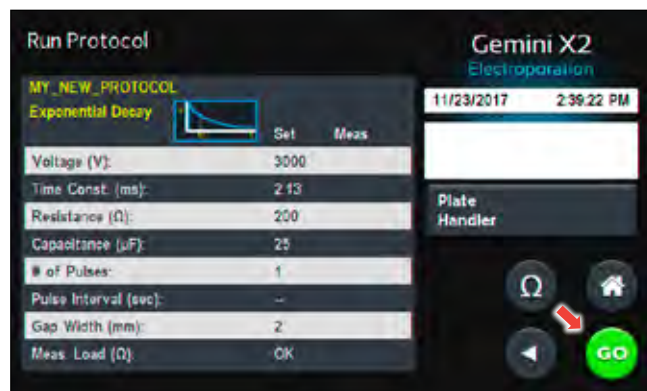 Run Protocol
Gemini X2
Electroporation
MY_NEW_PROTOCOL
Exponential Decay
Set Meas
11/23/2017 2:39:22 PM
Voltage (V): 3000
Time Const. (ms): 2.13
Resistance (Ω): 200
Capacitance (µF): 25
# of Pulses: 1
Pulse Interval (sec): --
Gap Width (mm): 2
Meas. Load (Ω): OK
Plate
Handler
Ω
GO